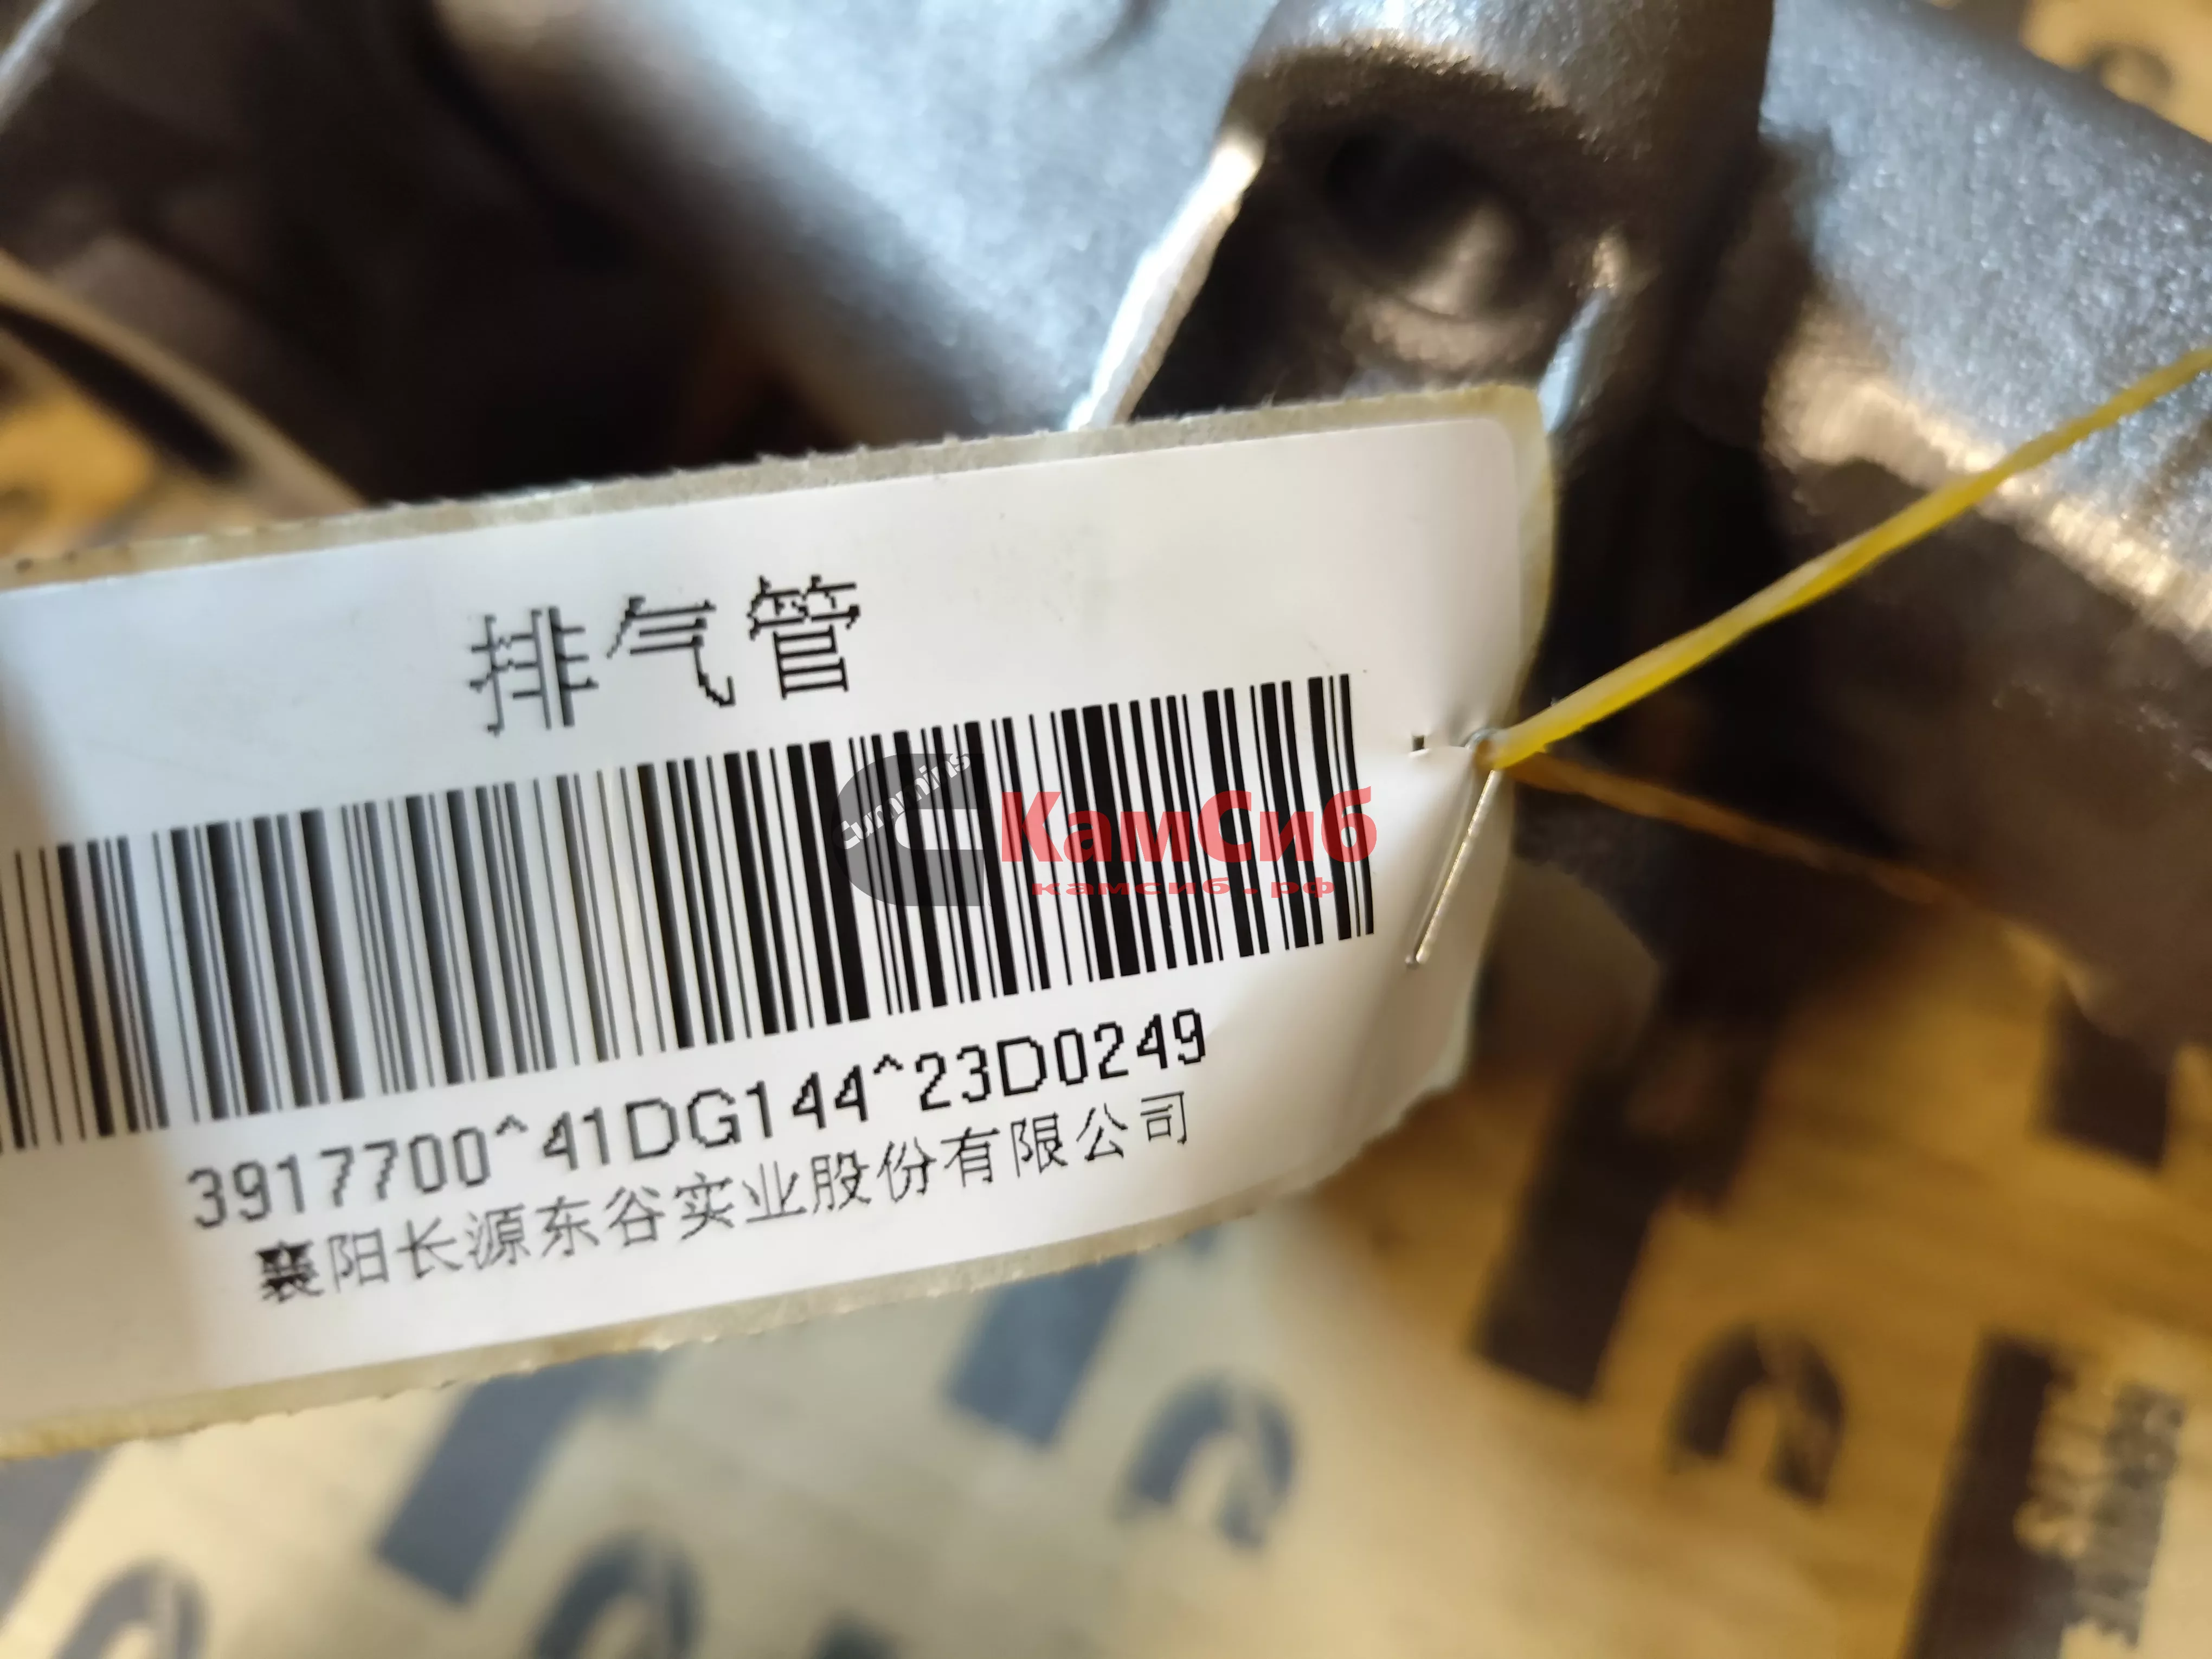 排气管
cummins
КамСиб
камсиб.рф
3917700^41DG144^23D0249
襄阳长源东谷实业股份有限公司